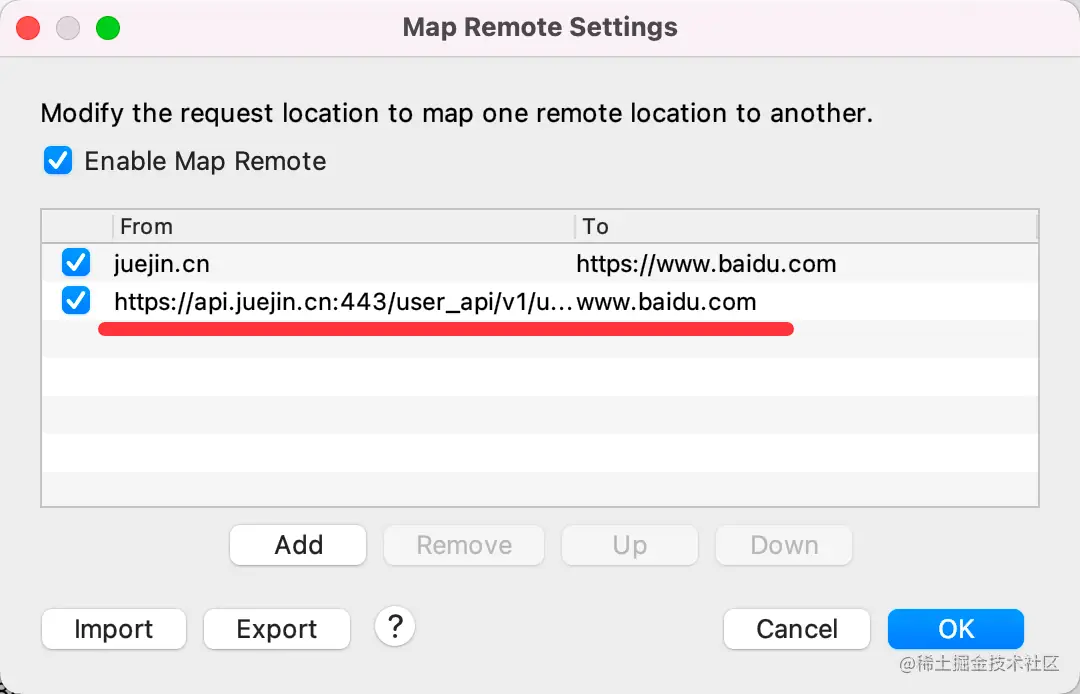 Map Remote Settings
Modify the request location to map one remote location to another.
Enable Map Remote
From To
juejin.cn https://www.baidu.com
https://api.juejin.cn:443/user_api/v1/u... www.baidu.com
Add Remove Up Down
Import Export ? Cancel OK
@稀土掘金技术社区